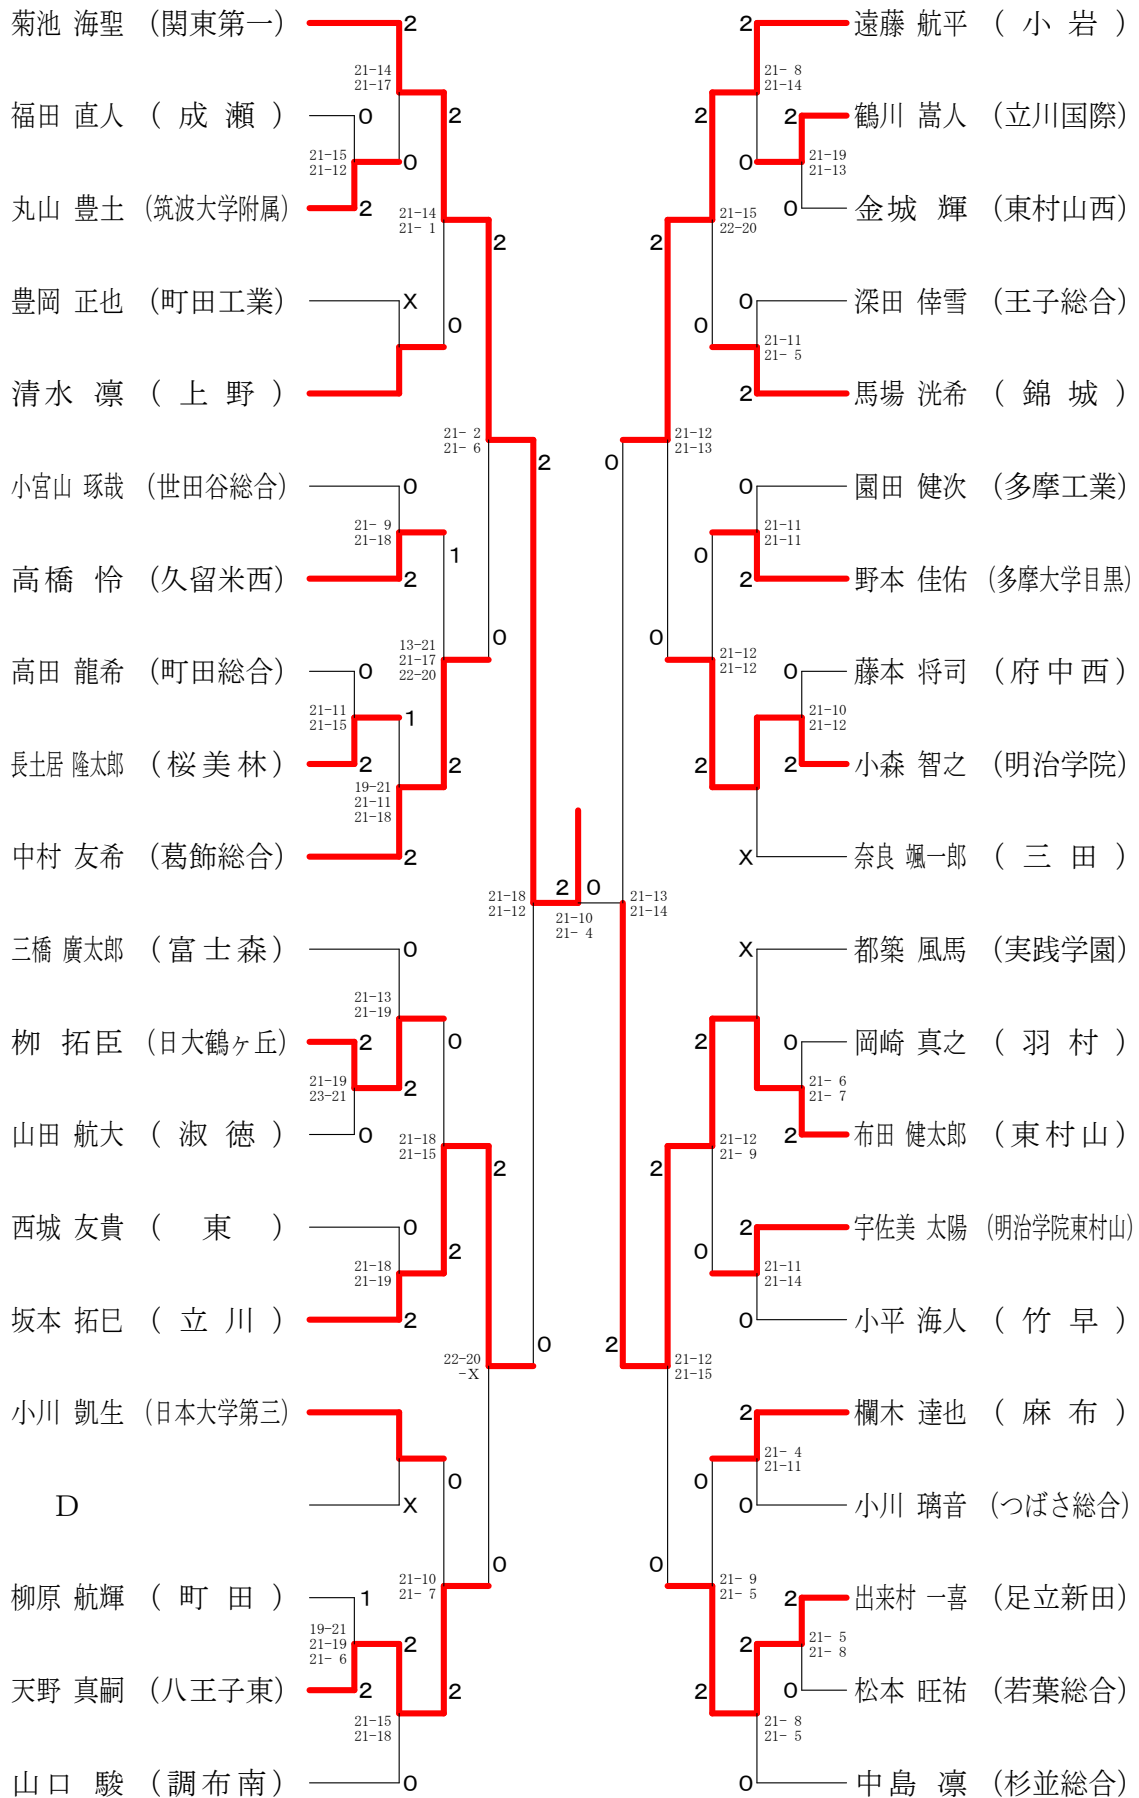 菊池 海聖 (関東第一) 2
21-14
21-17
福田 直人 ( 成 瀬 ) 0
2
21-15
21-12
0
丸山 豊土 (筑波大学附属) 2
21-14
21- 1
2
豊岡 正也 (町田工業) X
0
清水 凛 ( 上 野 )
21- 2
21- 6
2
小宮山 琢哉 (世田谷総合) 0
21- 9
21-18
1
高橋 怜 (久留米西) 2
13-21
21-17
22-20
0
高田 龍希 (町田総合) 0
21-11
21-15
1
長土居 隆太郎 (桜美林) 2
2
19-21
21-11
21-18
中村 友希 (葛飾総合) 2
21-18
21-12
2 0
21-10
21- 4
三橋 廣太郎 (富士森) 0
21-13
21-19
栁 拓臣 (日大鶴ヶ丘) 2
0
21-19
23-21
2
山田 航大 ( 淑 徳 ) 0
21-18
21-15
2
西城 友貴 ( 東 ) 0
2
21-18
21-19
坂本 拓巳 ( 立 川 ) 2
0
22-20
-X
小川 凱生 (日本大学第三)
0
D X
0
21-10
21- 7
柳原 航輝 ( 町 田 ) 1
19-21
21-19
21- 6
2
天野 真嗣 (八王子東) 2
2
21-15
21-18
山口 駿 (調布南) 0
2 遠藤 航平 ( 小 岩 )
21- 8
21-14
2
2 鶴川 嵩人 (立川国際)
0
21-19
21-13
0 金城 輝 (東村山西)
21-15
22-20
2
0 深田 倖雪 (王子総合)
0
21-11
21- 5
2 馬場 洸希 ( 錦 城 )
21-12
21-13
0
0 園田 健次 (多摩工業)
21-11
21-11
0
2 野本 佳佑 (多摩大学目黒)
0
21-12
21-12
0 藤本 将司 (府中西)
21-10
21-12
2
2 小森 智之 (明治学院)
X 奈良 颯一郎 ( 三 田 )
21-13
21-14
X 都築 風馬 (実践学園)
2
0 岡崎 真之 ( 羽 村 )
21- 6
21- 7
2 布田 健太郎 (東村山)
21-12
21- 9
2
2 宇佐美 太陽 (明治学院東村山)
0
21-11
21-14
0 小平 海人 ( 竹 早 )
2
21-12
21-15
2 欄木 達也 ( 麻 布 )
21- 4
21-11
0
0 小川 璃音 (つばさ総合)
0
21- 9
21- 5
2 出来村 一喜 (足立新田)
21- 5
21- 8
2
2
0 松本 旺祐 (若葉総合)
21- 8
21- 5
0 中島 凛 (杉並総合)